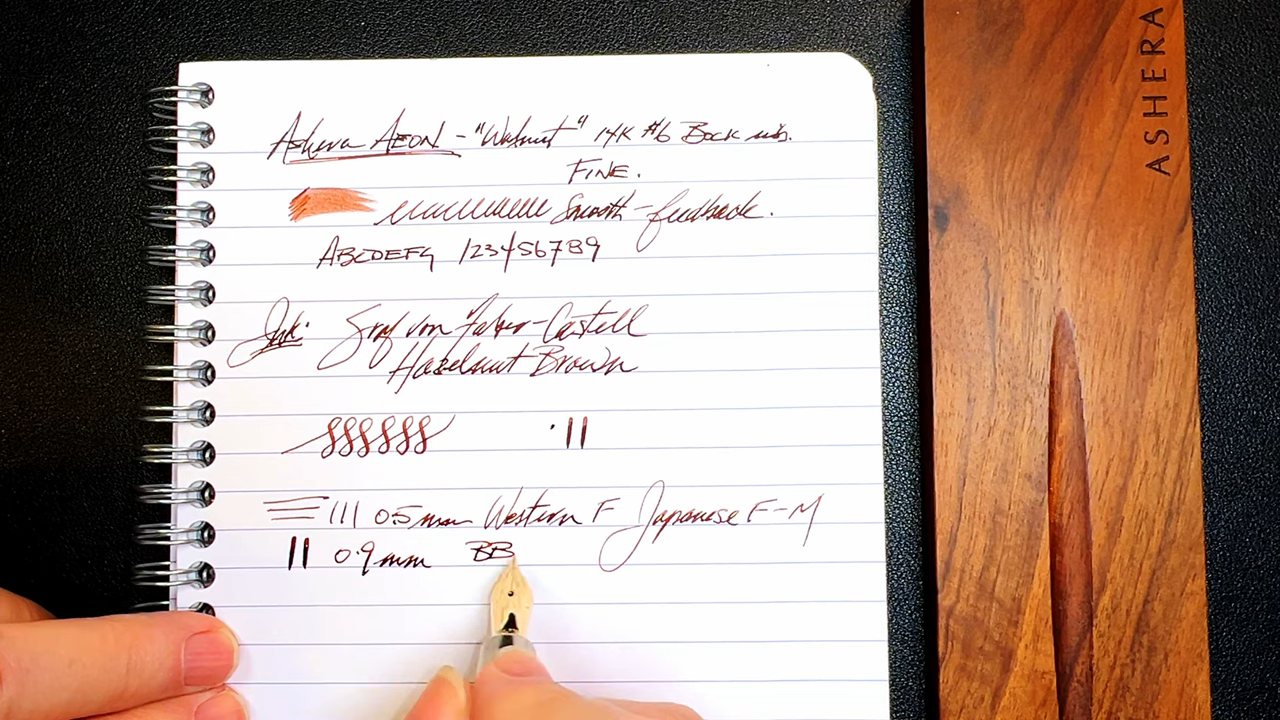 Ashera AEON - "Walnut" 14K #6 BOCK nib.
FINE.
Smooth - feedback.
ABCDEFG 123456789
Ink: Graf von Faber-Castell
Hazelnut Brown
0.5mm Western F Japanese F-M
0.9mm BB
ASHERA